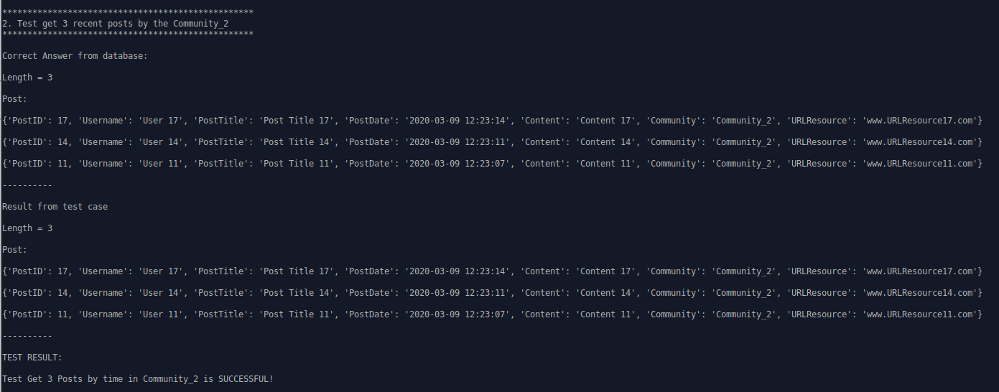 **************************************************
2. Test get 3 recent posts by the Community_2
**************************************************
Correct Answer from database:
Length = 3
Post:
{'PostID': 17, 'Username': 'User 17', 'PostTitle': 'Post Title 17', 'PostDate': '2020-03-09 12:23:14', 'Content': 'Content 17', 'Community': 'Community_2', 'URLResource': 'www.URLResource17.com'}
{'PostID': 14, 'Username': 'User 14', 'PostTitle': 'Post Title 14', 'PostDate': '2020-03-09 12:23:11', 'Content': 'Content 14', 'Community': 'Community_2', 'URLResource': 'www.URLResource14.com'}
{'PostID': 11, 'Username': 'User 11', 'PostTitle': 'Post Title 11', 'PostDate': '2020-03-09 12:23:07', 'Content': 'Content 11', 'Community': 'Community_2', 'URLResource': 'www.URLResource11.com'}
----------
Result from test case
Length = 3
Post:
{'PostID': 17, 'Username': 'User 17', 'PostTitle': 'Post Title 17', 'PostDate': '2020-03-09 12:23:14', 'Content': 'Content 17', 'Community': 'Community_2', 'URLResource': 'www.URLResource17.com'}
{'PostID': 14, 'Username': 'User 14', 'PostTitle': 'Post Title 14', 'PostDate': '2020-03-09 12:23:11', 'Content': 'Content 14', 'Community': 'Community_2', 'URLResource': 'www.URLResource14.com'}
{'PostID': 11, 'Username': 'User 11', 'PostTitle': 'Post Title 11', 'PostDate': '2020-03-09 12:23:07', 'Content': 'Content 11', 'Community': 'Community_2', 'URLResource': 'www.URLResource11.com'}
----------
TEST RESULT:
Test Get 3 Posts by time in Community_2 is SUCCESSFUL!